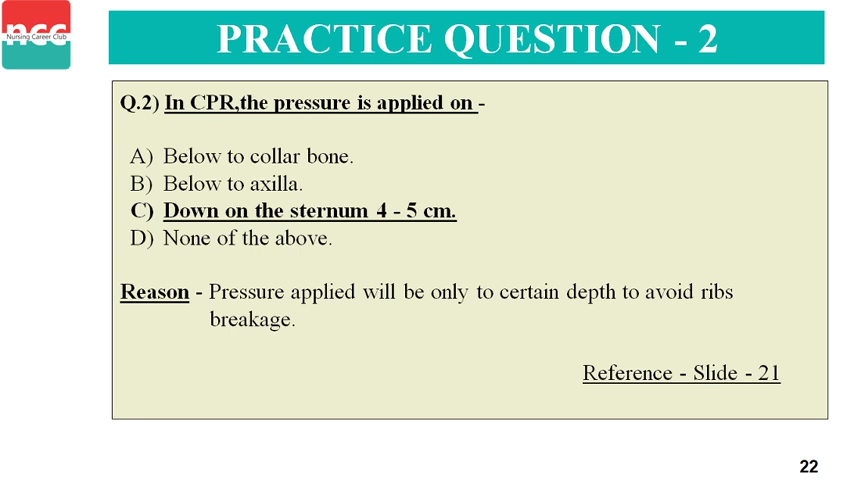 ncc
Nursing Career Club
PRACTICE QUESTION - 2
Q.2) In CPR,the pressure is applied on -
A) Below to collar bone.
B) Below to axilla.
C) Down on the sternum 4 - 5 cm.
D) None of the above.
Reason - Pressure applied will be only to certain depth to avoid ribs
breakage.
Reference - Slide - 21
22